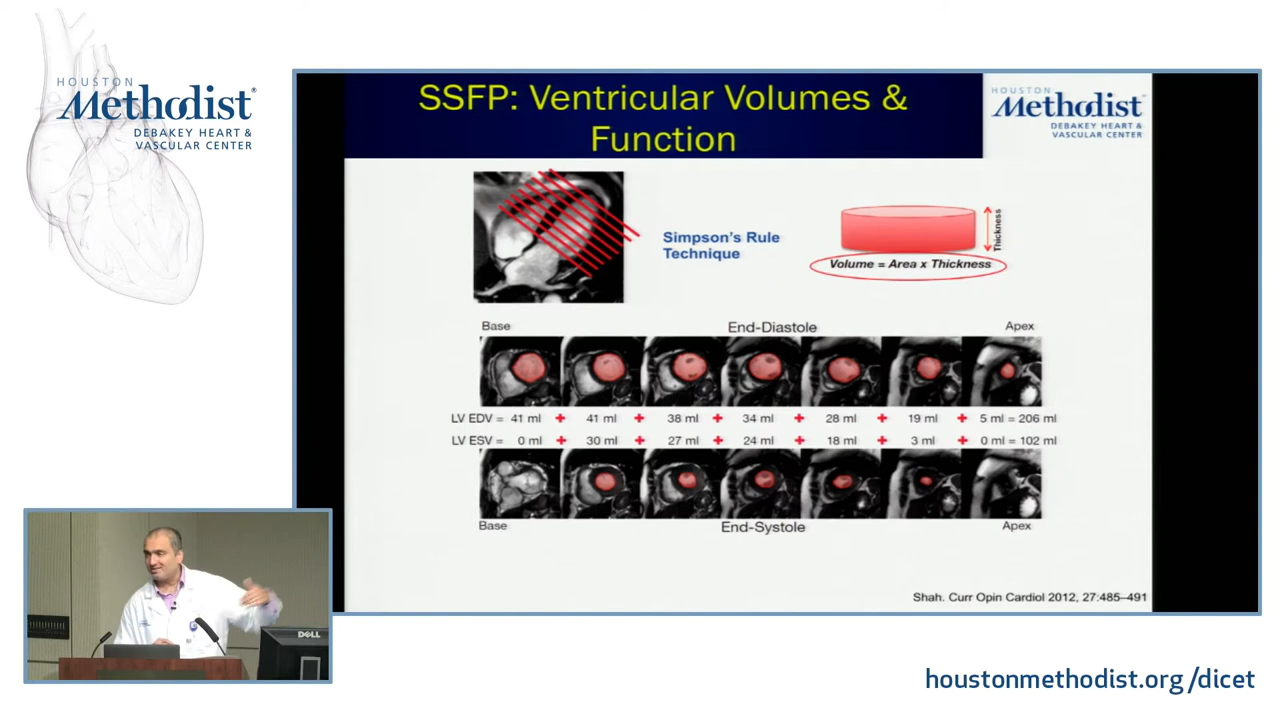 HOUSTON
Methodist®
DEBAKEY HEART &
VASCULAR CENTER
SSFP: Ventricular Volumes &
Function
HOUSTON
Methodist
DEBAKEY HEART &
VASCULAR CENTER
Simpson's Rule
Technique
Thickness
Volume = Area x Thickness
Base End-Diastole Apex
LV EDV = 41 ml + 41 ml + 38 ml + 34 ml + 28 ml + 19 ml + 5 ml = 206 ml
LV ESV = 0 ml + 30 ml + 27 ml + 24 ml + 18 ml + 3 ml + 0 ml = 102 ml
Base End-Systole Apex
Shah. Curr Opin Cardiol 2012, 27:485–491
DELL
houstonmethodist.org/dicet